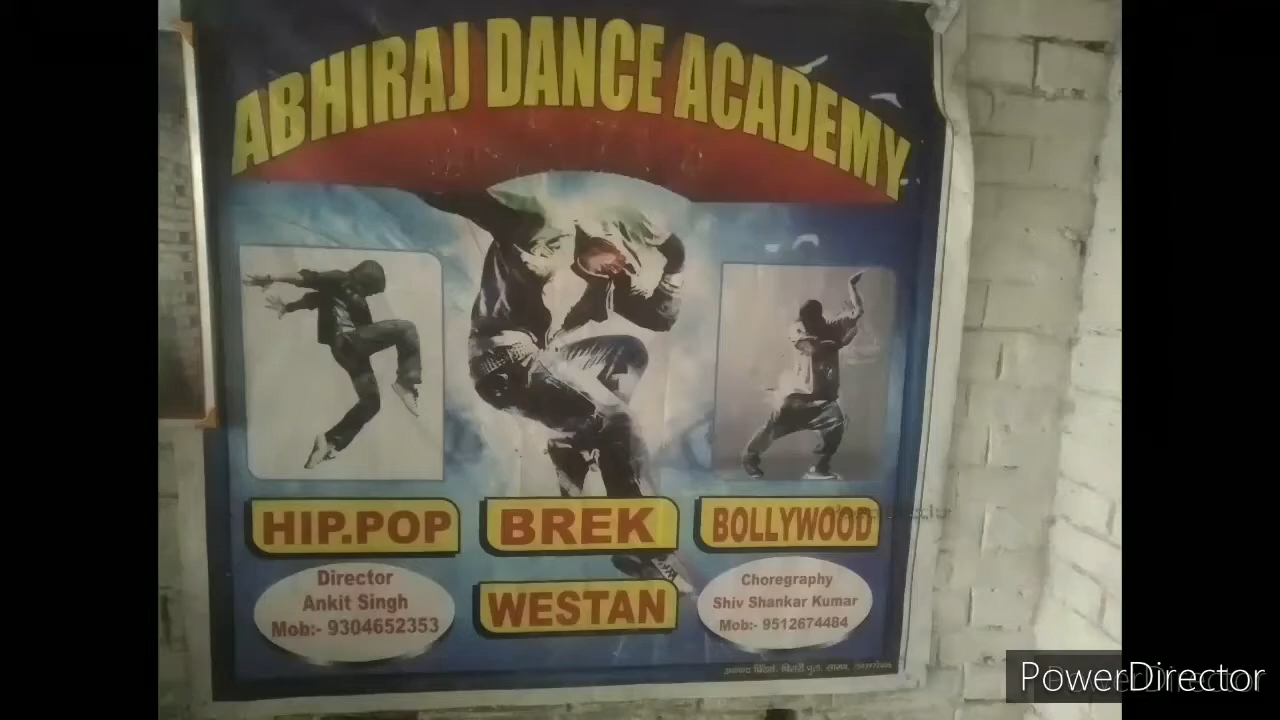 ABHIRAJ DANCE ACADEMY
HIP.POP
BREK
BOLLYWOOD
WESTAN
Director
Ankit Singh
Mob:- 9304652353
Choregraphy
Shiv Shankar Kumar
Mob:- 9512674484
PowerDirector